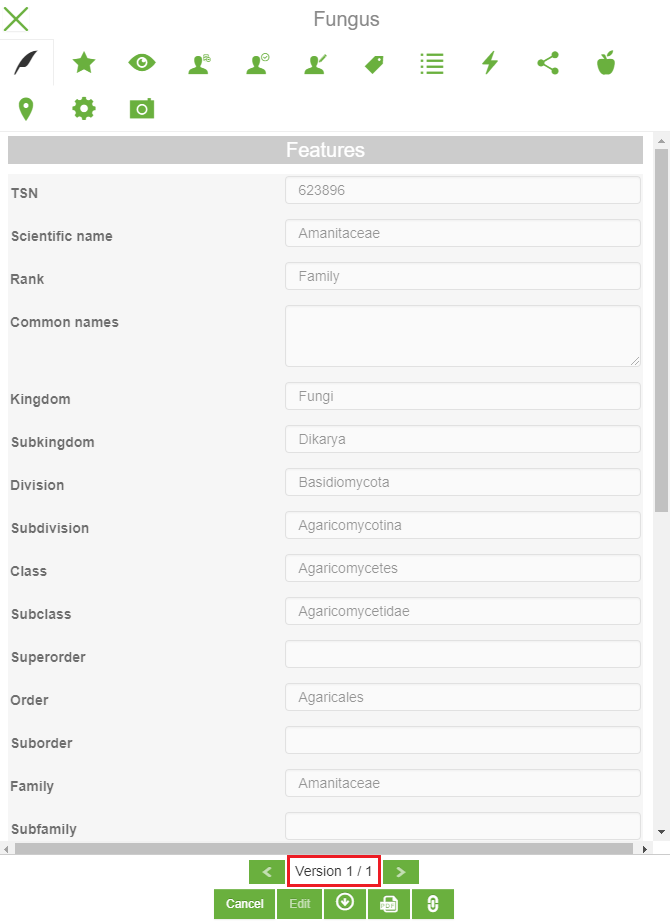 Fungus
Features
TSN 623896
Scientific name Amanitaceae
Rank Family
Common names
Kingdom Fungi
Subkingdom Dikarya
Division Basidiomycota
Subdivision Agaricomycotina
Class Agaricomycetes
Subclass Agaricomycetidae
Superorder
Order Agaricales
Suborder
Family Amanitaceae
Subfamily
< Version 1 / 1 >
Cancel Edit PDF